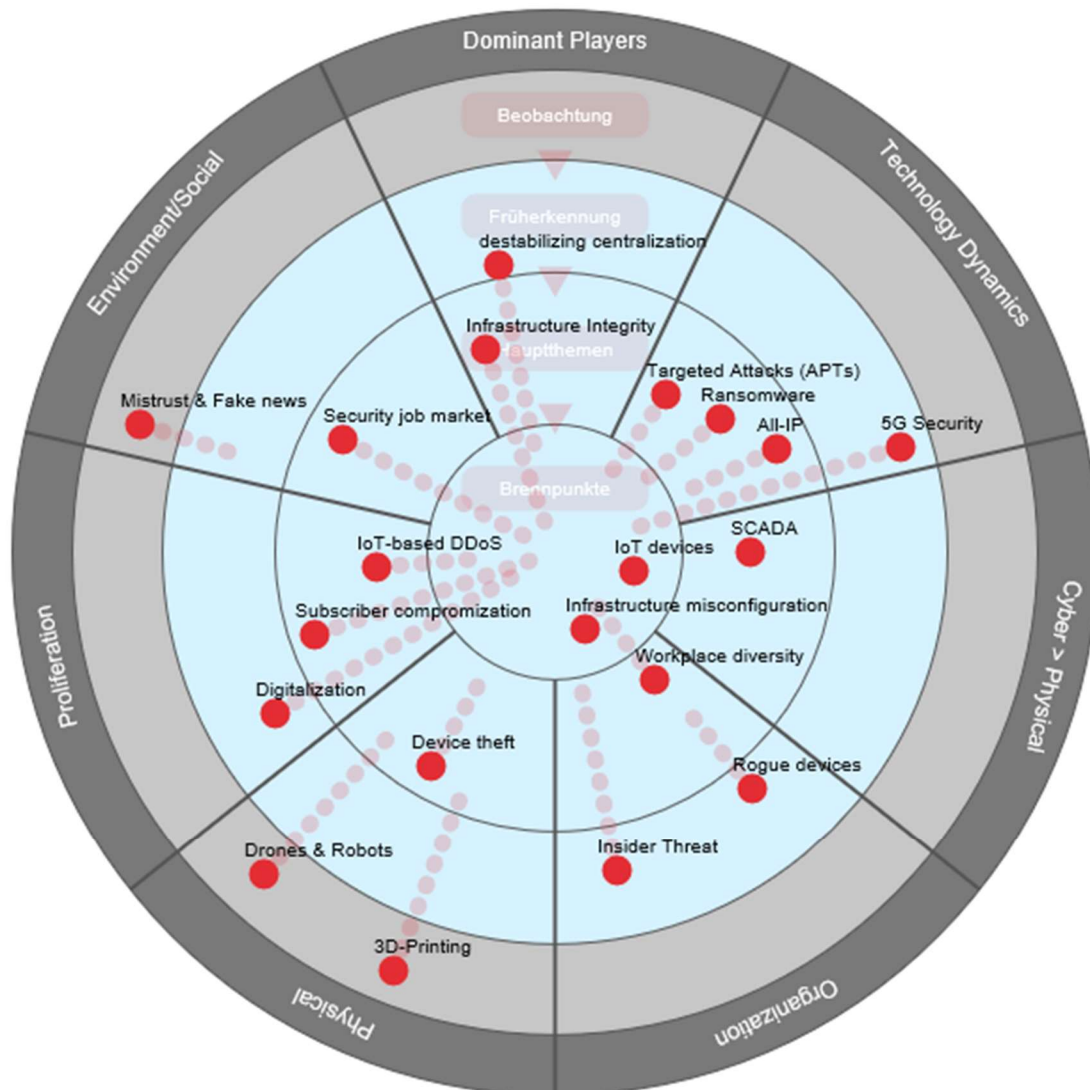 Dominant Players
Beobachtung
Technology Dynamics
Environment/Social
Früherkennung
destabilizing centralization
Infrastructure Integrity
Hauptthemen
Targeted Attacks (APTs)
Ransomware
Mistrust & Fake news
Security job market
All-IP
5G Security
Brennpunkte
SCADA
IoT-based DDoS
IoT devices
Subscriber compromization
Infrastructure misconfiguration
Cyber > Physical
Proliferation
Workplace diversity
Digitalization
Device theft
Rogue devices
Drones & Robots
Insider Threat
3D-Printing
Physical
Organization